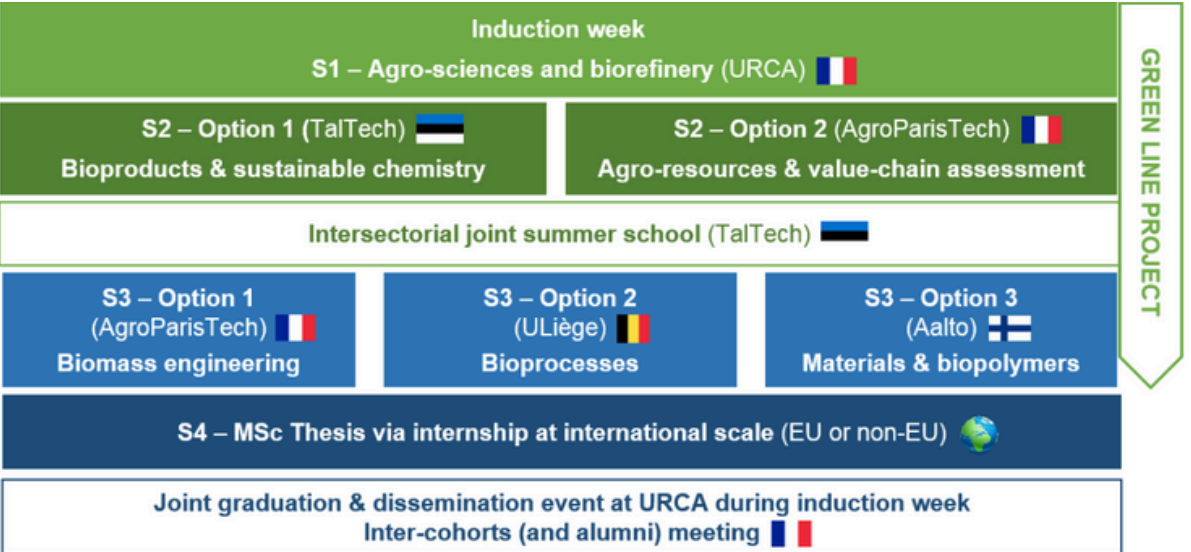 Induction week
S1 – Agro-sciences and biorefinery (URCA)
S2 – Option 1 (TalTech)
Bioproducts & sustainable chemistry
S2 – Option 2 (AgroParisTech)
Agro-resources & value-chain assessment
Intersectorial joint summer school (TalTech)
S3 – Option 1
(AgroParisTech)
Biomass engineering
S3 – Option 2
(ULiège)
Bioprocesses
S3 – Option 3
(Aalto)
Materials & biopolymers
S4 – MSc Thesis via internship at international scale (EU or non-EU)
Joint graduation & dissemination event at URCA during induction week
Inter-cohorts (and alumni) meeting
GREEN LINE PROJECT